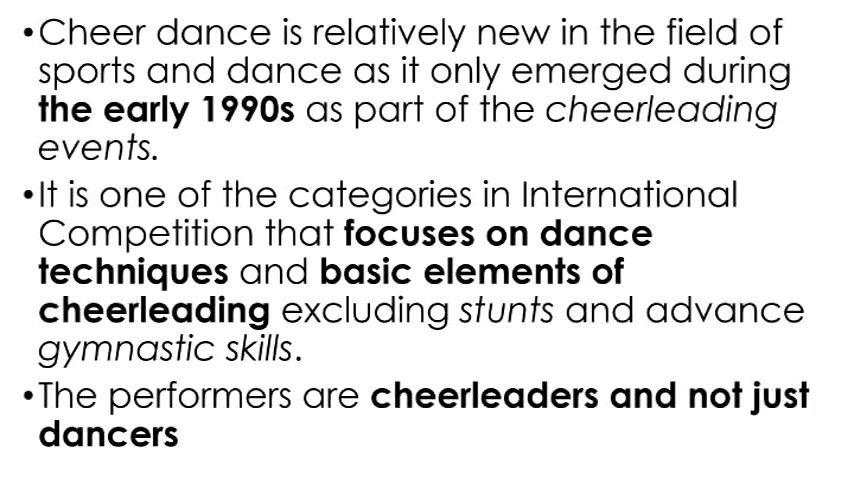 •Cheer dance is relatively new in the field of
sports and dance as it only emerged during
the early 1990s as part of the cheerleading
events.
•It is one of the categories in International
Competition that focuses on dance
techniques and basic elements of
cheerleading excluding stunts and advance
gymnastic skills.
•The performers are cheerleaders and not just
dancers